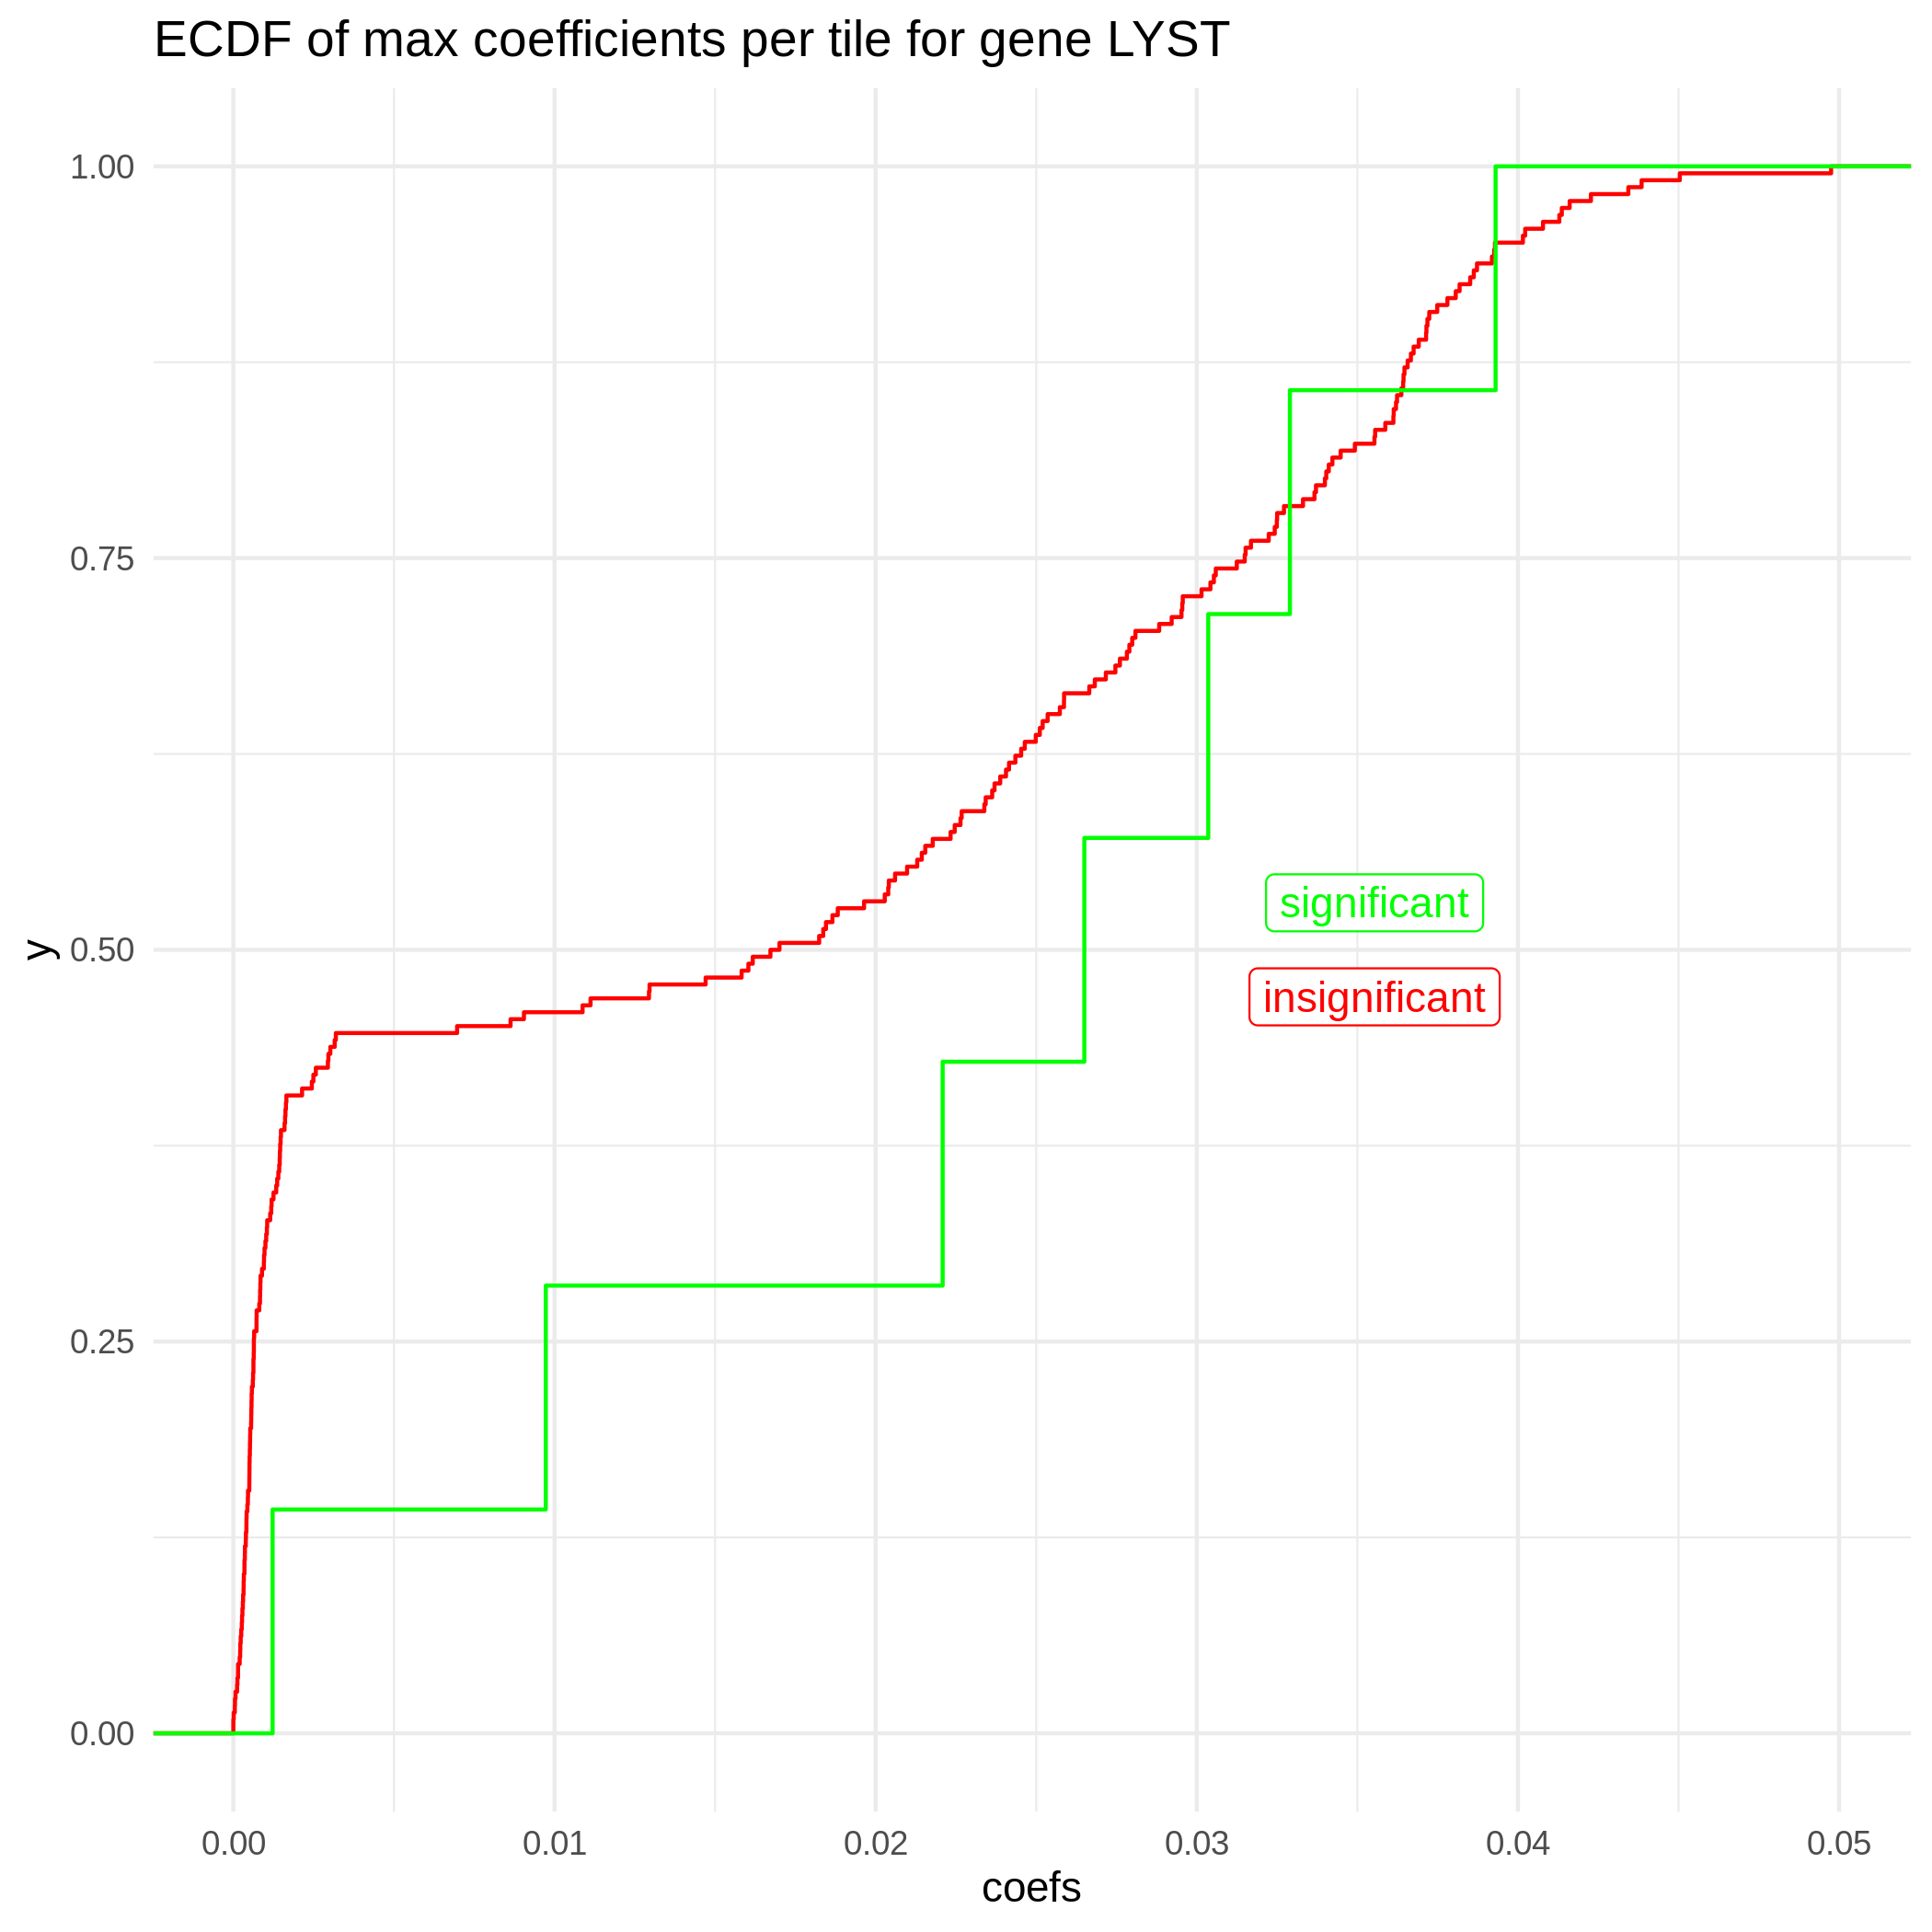 ECDF of max coefficients per tile for gene LYST
1.00
0.75
0.50
0.25
0.00
y
significant
insignificant
0.00 0.01 0.02 0.03 0.04 0.05
coefs